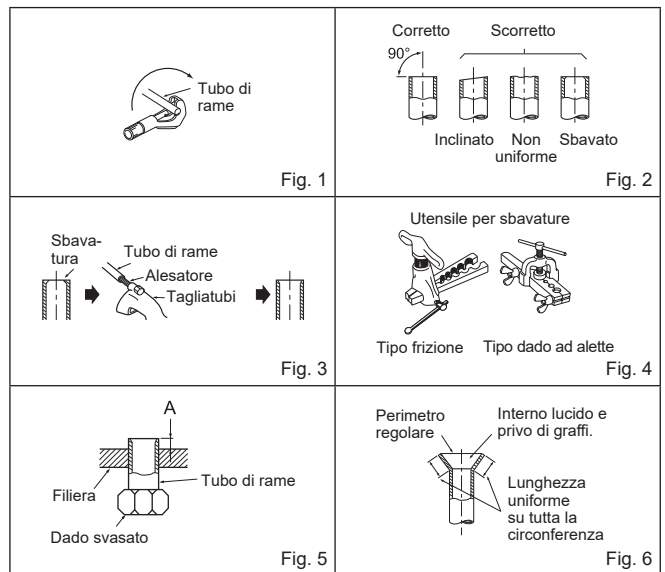 Tubo di
rame
Fig. 1
Corretto
Scorretto
90°
Inclinato
Non
uniforme
Sbavato
Fig. 2
Sbava-
tura
Tubo di rame
Alesatore
Tagliatubi
Fig. 3
Utensile per sbavature
Tipo frizione
Tipo dado ad alette
Fig. 4
A
Filiera
Tubo di rame
Dado svasato
Fig. 5
Perimetro
regolare
Interno lucido e
privo di graffi.
Lunghezza
uniforme
su tutta la
circonferenza
Fig. 6